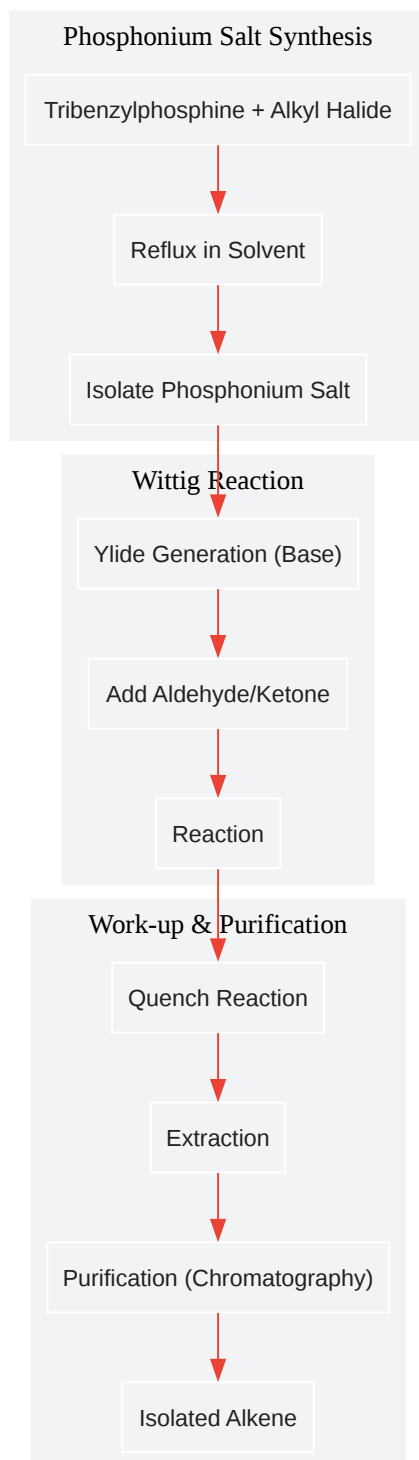 Phosphonium Salt Synthesis
Tribenzylphosphine + Alkyl Halide
Reflux in Solvent
Isolate Phosphonium Salt
Wittig Reaction
Ylide Generation (Base)
Add Aldehyde/Ketone
Reaction
Work-up & Purification
Quench Reaction
Extraction
Purification (Chromatography)
Isolated Alkene